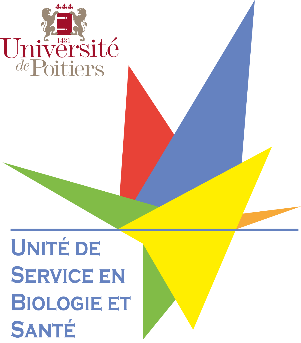 Université
de Poitiers
UNITÉ DE
SERVICE EN
BIOLOGIE ET
SANTÉ